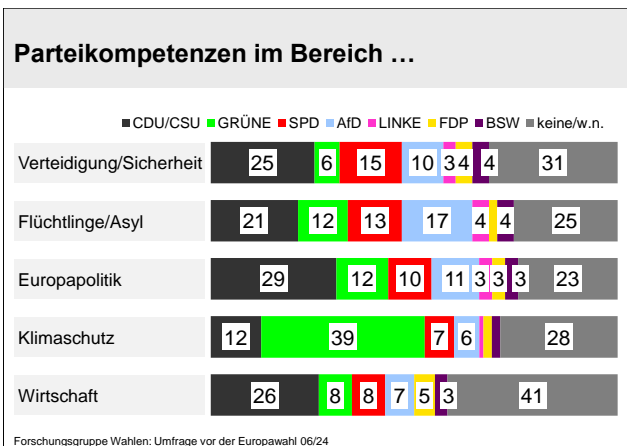 Parteikompetenzen im Bereich …
CDU/CSU GRÜNE SPD AfD LINKE FDP BSW keine/w.n.
Verteidigung/Sicherheit 25 6 15 10 3 4 4 31
Flüchtlinge/Asyl 21 12 13 17 4 4 25
Europapolitik 29 12 10 11 3 3 3 23
Klimaschutz 12 39 7 6 28
Wirtschaft 26 8 8 7 5 3 41
Forschungsgruppe Wahlen: Umfrage vor der Europawahl 06/24